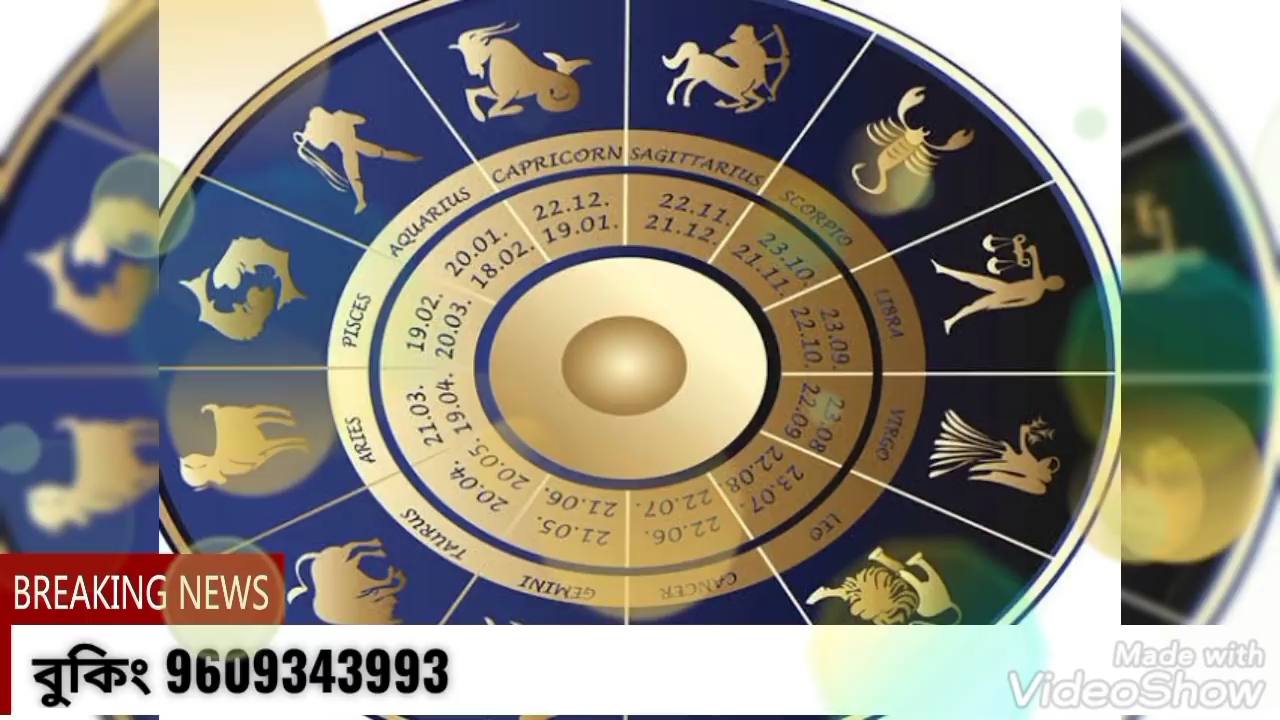 CAPRICORN
SAGITTARIUS
AQUARIUS
SCORPIO
22.12.
19.01.
22.11.
21.12.
20.01.
18.02.
23.10.
21.11.
PISCES
LIBRA
19.02.
20.03.
23.09.
22.10.
ARIES
VIRGO
21.03.
19.04.
23.08
22.09
20.04.
20.05.
23.07.
22.08.
TAURUS
LEO
21.05.
21.06.
22.06.
22.07.
GEMINI
CANCER
BREAKING NEWS
বুকিং 9609343993
Made with
VideoShow